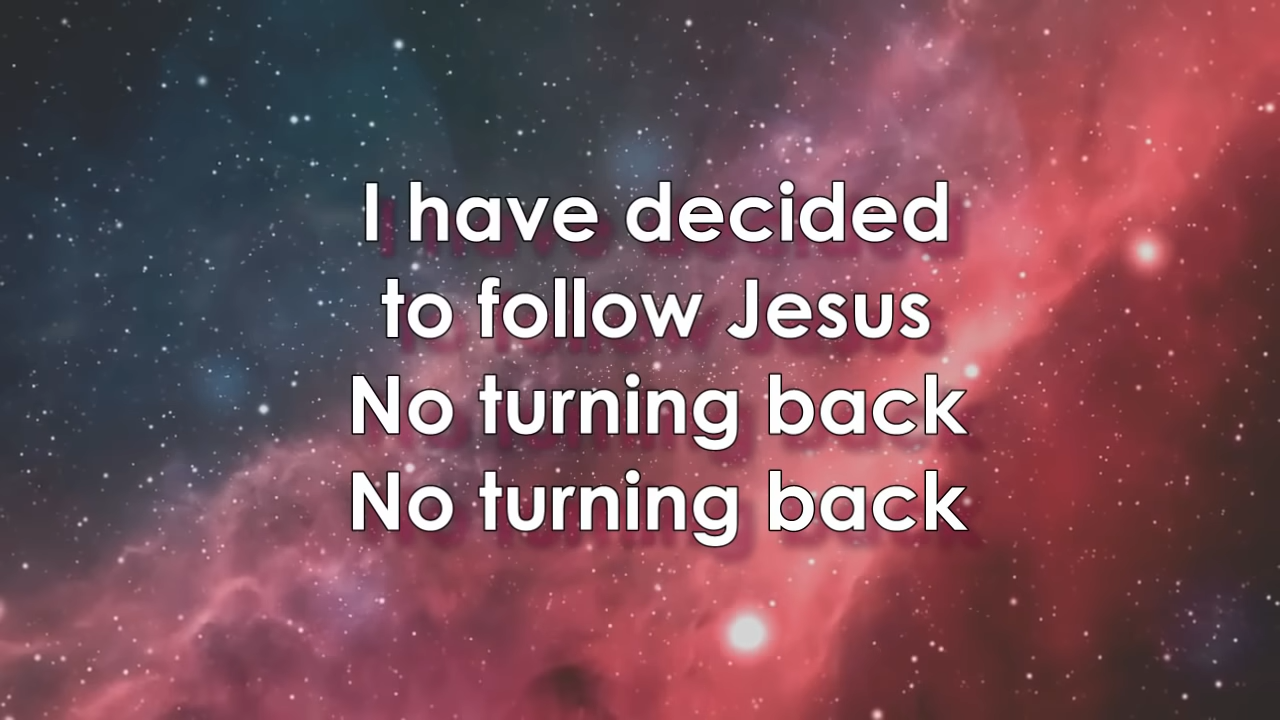 I have decided
to follow Jesus
No turning back
No turning back